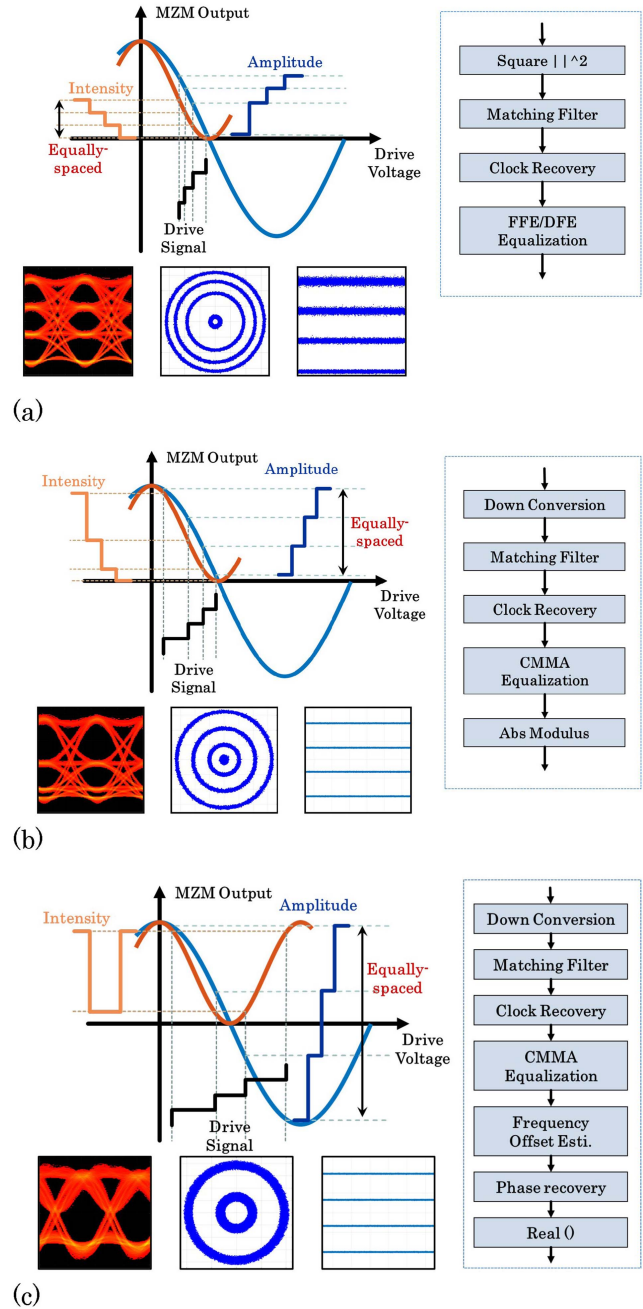 MZM Output
Intensity
Amplitude
Equally-
spaced
Drive
Voltage
Drive
Signal
Square ||^2
Matching Filter
Clock Recovery
FFE/DFE
Equalization
(a)
MZM Output
Intensity
Amplitude
Equally-
spaced
Drive
Voltage
Drive
Signal
Down Conversion
Matching Filter
Clock Recovery
CMMA
Equalization
Abs Modulus
(b)
MZM Output
Intensity
Amplitude
Equally-
spaced
Drive
Voltage
Drive
Signal
Down Conversion
Matching Filter
Clock Recovery
CMMA
Equalization
Frequency
Offset Esti.
Phase recovery
Real ()
(c)